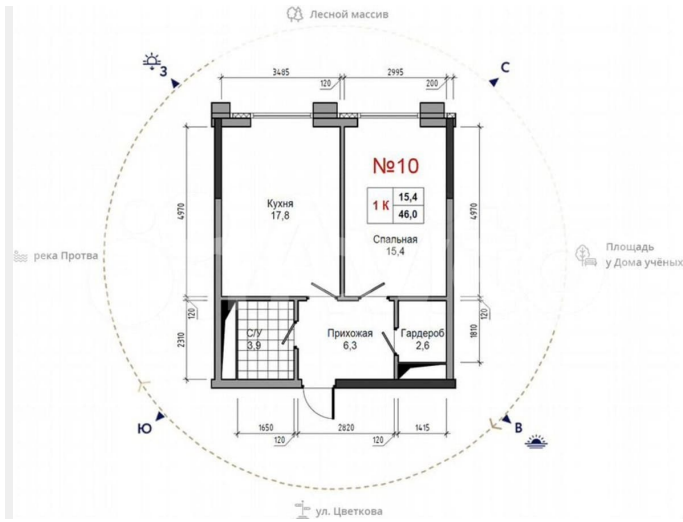 Лесной массив
З
С
3485
2995
120
200
№10
1 К
15,4
46,0
Кухня
17,8
Спальная
15,4
4970
4970
река Протва
Площадь
у Дома учёных
120
120
С/У
3,9
Прихожая
6,3
Гардероб
2,6
2310
1810
Ю
В
1650
2820
1415
120
120
ул. Цветкова